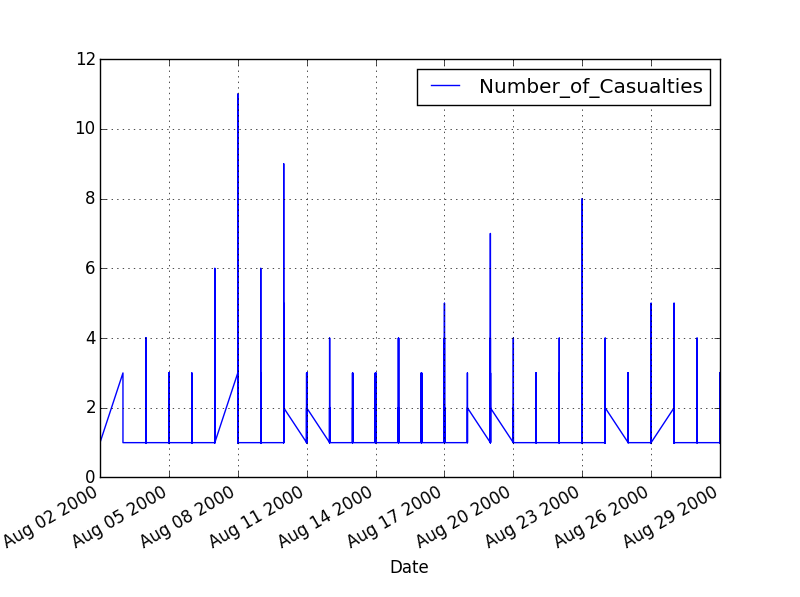 12
Number_of_Casualties
10
8
6
4
2
0
Aug 02 2000
Aug 05 2000
Aug 08 2000
Aug 11 2000
Aug 14 2000
Aug 17 2000
Aug 20 2000
Aug 23 2000
Aug 26 2000
Aug 29 2000
Date